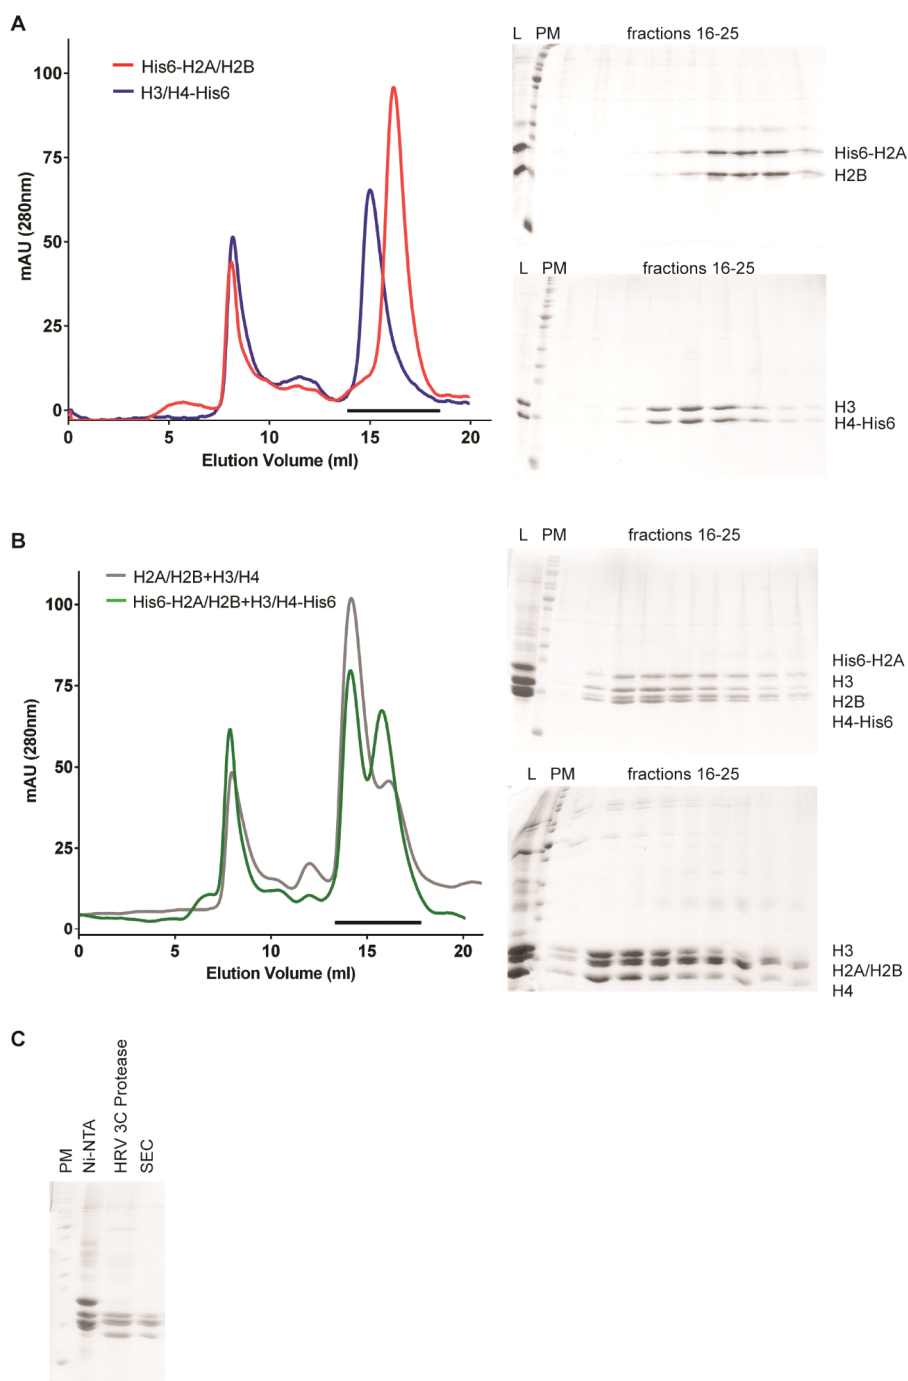 A
His6-H2A/H2B
H3/H4-His6
mAU (280nm)
100
75
50
25
0
0 5 10 15 20
Elution Volume (ml)
L PM fractions 16-25
His6-H2A
H2B
L PM fractions 16-25
H3
H4-His6
B
H2A/H2B+H3/H4
His6-H2A/H2B+H3/H4-His6
mAU (280nm)
100
75
50
25
0
0 5 10 15 20
Elution Volume (ml)
L PM fractions 16-25
His6-H2A
H3
H2B
H4-His6
L PM fractions 16-25
H3
H2A/H2B
H4
C
PM
Ni-NTA
HRV 3C Protease
SEC